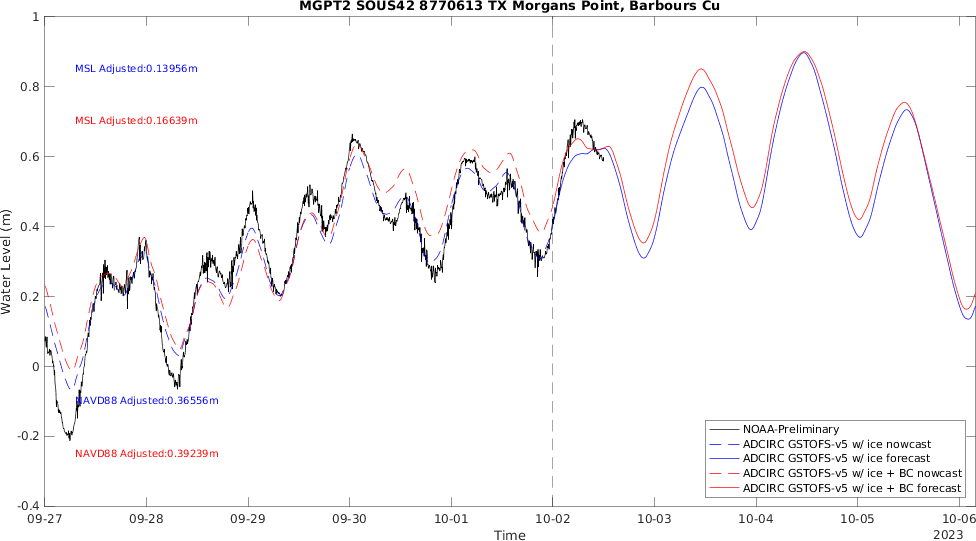 MGPT2 SOUS42 8770613 TX Morgans Point, Barbours Cu
1
0.8
0.6
0.4
0.2
0
-0.2
-0.4
Water Level (m)
MSL Adjusted:0.13956m
MSL Adjusted:0.16639m
NAVD88 Adjusted:0.36556m
NAVD88 Adjusted:0.39239m
NOAA-Preliminary
ADCIRC GSTOFS-v5 w/ ice nowcast
ADCIRC GSTOFS-v5 w/ ice forecast
ADCIRC GSTOFS-v5 w/ ice + BC nowcast
ADCIRC GSTOFS-v5 w/ ice + BC forecast
09-27 09-28 09-29 09-30 10-01 10-02 10-03 10-04 10-05 10-06
Time
2023